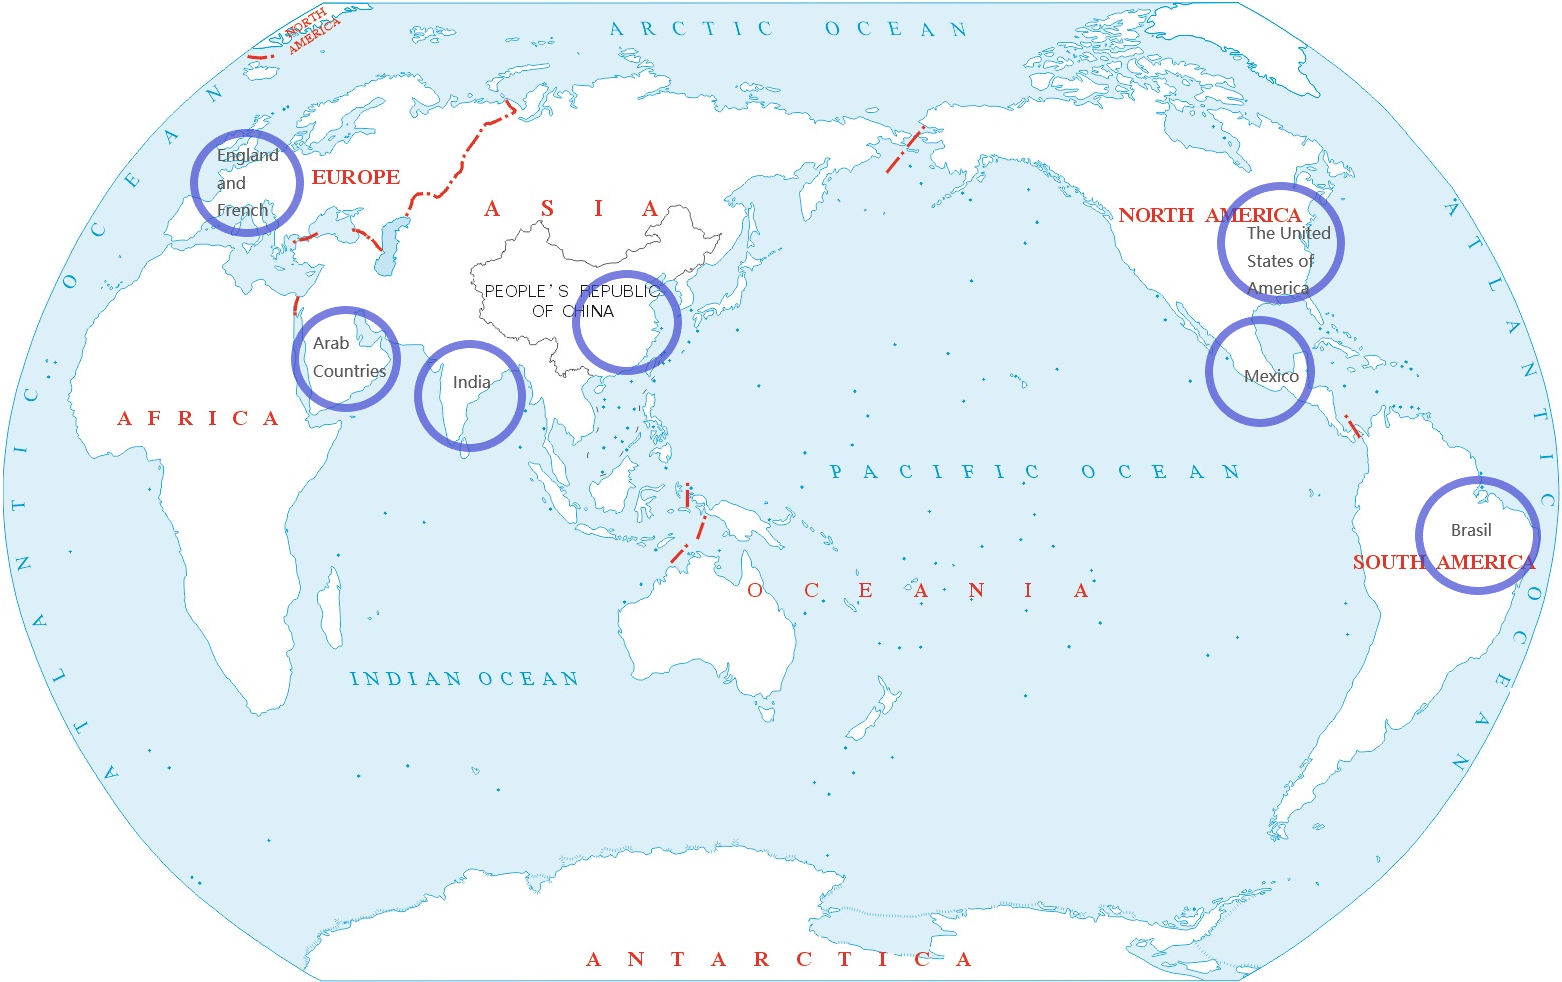 NORTH
AMERICA
ARCTIC OCEAN
ATLANTIC OCEAN
England
and
French
EUROPE
ASIA
NORTH AMERICA
The United
States of
America
ATLANTIC OCEAN
PEOPLE'S REPUBLIC
OF CHINA
Arab
Countries
India
Mexico
AFRICA
PACIFIC OCEAN
Brasil
SOUTH AMERICA
OCEANIA
INDIAN OCEAN
ANTARCTICA